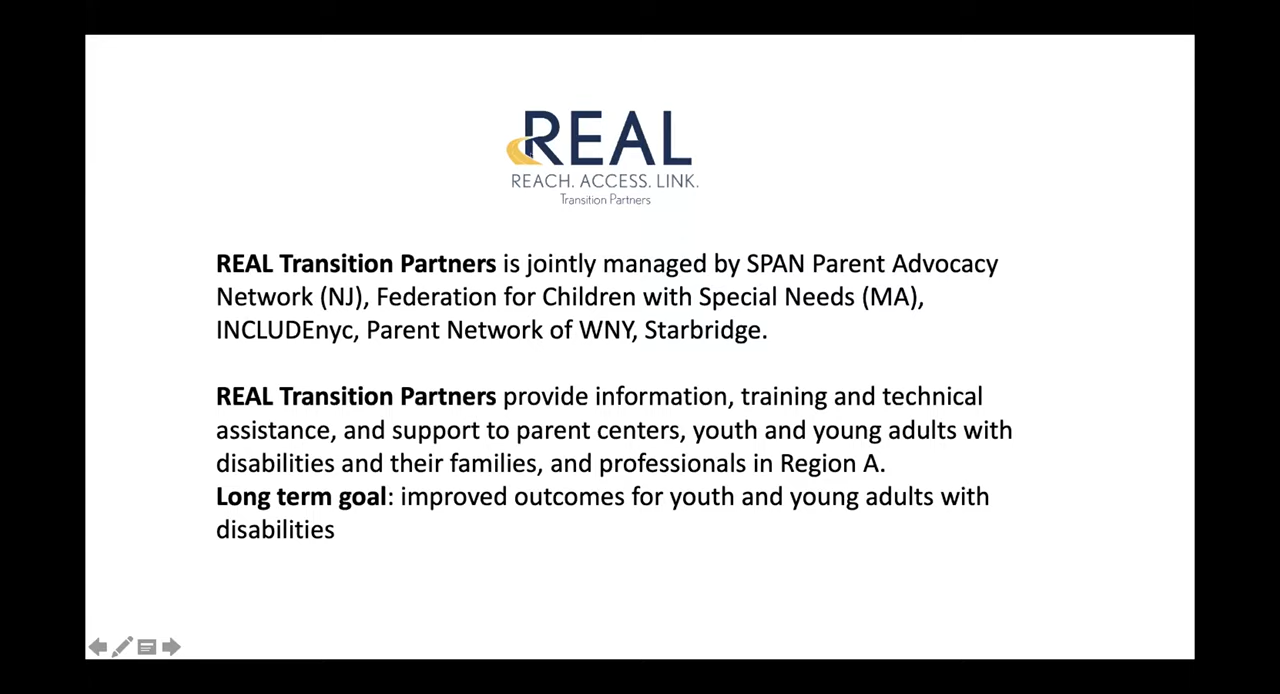 REAL
REACH. ACCESS. LINK.
Transition Partners
REAL Transition Partners is jointly managed by SPAN Parent Advocacy
Network (NJ), Federation for Children with Special Needs (MA),
INCLUDEnyc, Parent Network of WNY, Starbridge.
REAL Transition Partners provide information, training and technical
assistance, and support to parent centers, youth and young adults with
disabilities and their families, and professionals in Region A.
Long term goal: improved outcomes for youth and young adults with
disabilities